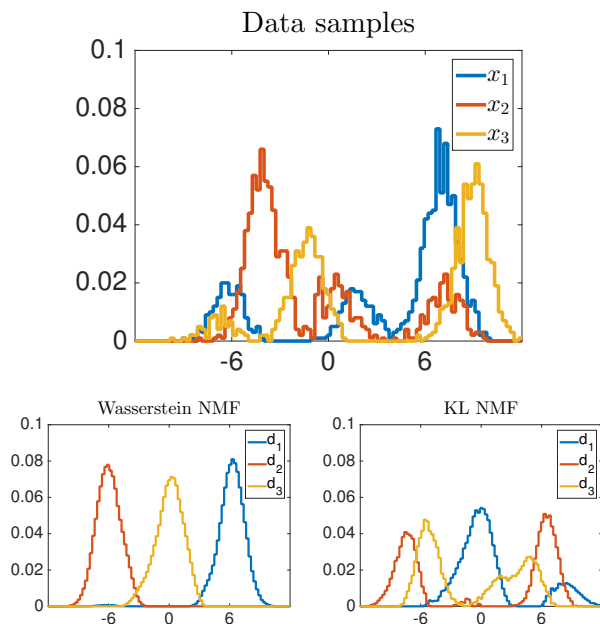 Data samples
0.1
0.08
0.06
0.04
0.02
0
-6
0
6
x₁
x₂
x₃
Wasserstein NMF
0.1
0.08
0.06
0.04
0.02
0
-6
0
6
d₁
d₂
d₃
KL NMF
0.1
0.08
0.06
0.04
0.02
0
-6
0
6
d₁
d₂
d₃